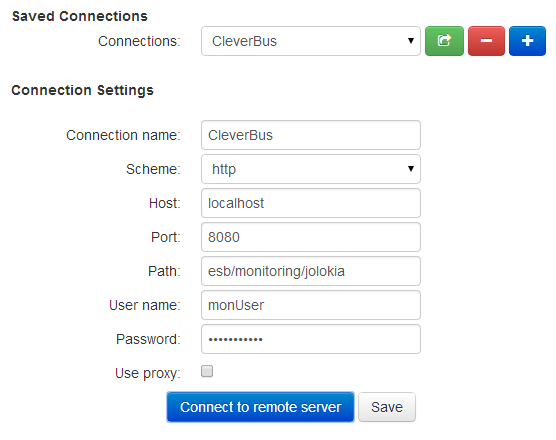 Saved Connections
Connections: CleverBus
Connection Settings
Connection name: CleverBus
Scheme: http
Host: localhost
Port: 8080
Path: esb/monitoring/jolokia
User name: monUser
Password: •••••••••••
Use proxy:
Connect to remote server Save